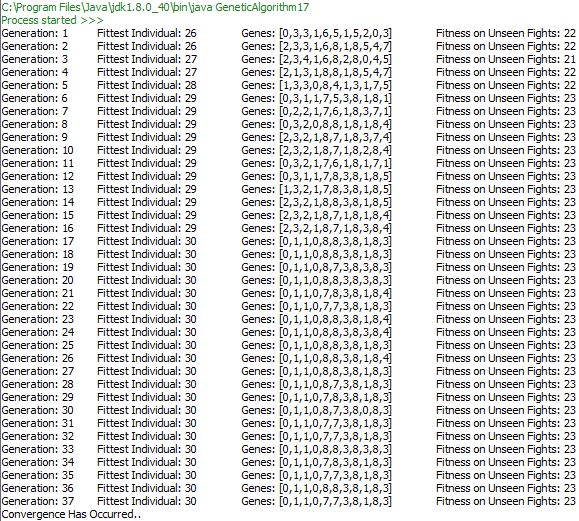 C:\Program Files\Java\jdk1.8.0_40\bin\java GeneticAlgorithm17
Process started >>>
Generation: 1 Fittest Individual: 26 Genes: [0,3,3,1,6,5,1,5,2,0,3] Fitness on Unseen Fights: 22
Generation: 2 Fittest Individual: 26 Genes: [2,3,3,1,6,8,1,8,5,4,7] Fitness on Unseen Fights: 22
Generation: 3 Fittest Individual: 27 Genes: [2,3,4,1,6,8,2,8,0,4,5] Fitness on Unseen Fights: 21
Generation: 4 Fittest Individual: 27 Genes: [2,1,3,1,8,8,1,8,5,4,7] Fitness on Unseen Fights: 22
Generation: 5 Fittest Individual: 28 Genes: [1,3,3,0,8,4,1,3,1,7,5] Fitness on Unseen Fights: 22
Generation: 6 Fittest Individual: 29 Genes: [0,3,1,1,7,5,3,8,1,8,1] Fitness on Unseen Fights: 23
Generation: 7 Fittest Individual: 29 Genes: [0,2,2,1,7,6,1,8,3,7,1] Fitness on Unseen Fights: 23
Generation: 8 Fittest Individual: 29 Genes: [0,3,2,0,8,8,1,8,1,8,4] Fitness on Unseen Fights: 23
Generation: 9 Fittest Individual: 29 Genes: [2,3,2,1,8,7,1,8,3,7,4] Fitness on Unseen Fights: 23
Generation: 10 Fittest Individual: 29 Genes: [2,3,2,1,8,7,1,8,2,8,4] Fitness on Unseen Fights: 23
Generation: 11 Fittest Individual: 29 Genes: [0,3,2,1,7,6,1,8,1,7,1] Fitness on Unseen Fights: 23
Generation: 12 Fittest Individual: 29 Genes: [0,3,1,1,7,8,3,8,1,8,5] Fitness on Unseen Fights: 23
Generation: 13 Fittest Individual: 29 Genes: [1,3,2,1,7,8,3,8,1,8,5] Fitness on Unseen Fights: 23
Generation: 14 Fittest Individual: 29 Genes: [2,3,2,1,8,8,3,8,1,8,5] Fitness on Unseen Fights: 23
Generation: 15 Fittest Individual: 29 Genes: [2,3,2,1,8,7,1,8,1,8,4] Fitness on Unseen Fights: 23
Generation: 16 Fittest Individual: 29 Genes: [2,3,2,1,8,7,1,8,3,8,4] Fitness on Unseen Fights: 23
Generation: 17 Fittest Individual: 30 Genes: [0,1,1,0,8,8,3,8,1,8,3] Fitness on Unseen Fights: 23
Generation: 18 Fittest Individual: 30 Genes: [0,1,1,0,8,8,3,8,1,8,3] Fitness on Unseen Fights: 23
Generation: 19 Fittest Individual: 30 Genes: [0,1,1,0,8,7,3,8,3,8,3] Fitness on Unseen Fights: 23
Generation: 20 Fittest Individual: 30 Genes: [0,1,1,0,8,7,3,8,3,8,3] Fitness on Unseen Fights: 23
Generation: 21 Fittest Individual: 30 Genes: [0,1,1,0,7,8,3,8,1,8,4] Fitness on Unseen Fights: 23
Generation: 22 Fittest Individual: 30 Genes: [0,1,1,0,7,7,3,8,1,8,3] Fitness on Unseen Fights: 23
Generation: 23 Fittest Individual: 30 Genes: [0,1,1,0,8,8,3,8,1,8,4] Fitness on Unseen Fights: 23
Generation: 24 Fittest Individual: 30 Genes: [0,1,1,0,8,8,3,8,3,8,4] Fitness on Unseen Fights: 23
Generation: 25 Fittest Individual: 30 Genes: [0,1,1,0,8,8,3,8,1,8,3] Fitness on Unseen Fights: 23
Generation: 26 Fittest Individual: 30 Genes: [0,1,1,0,7,8,3,8,1,8,4] Fitness on Unseen Fights: 23
Generation: 27 Fittest Individual: 30 Genes: [0,1,1,0,8,8,3,8,1,8,3] Fitness on Unseen Fights: 23
Generation: 28 Fittest Individual: 30 Genes: [0,1,1,0,8,7,3,8,1,8,3] Fitness on Unseen Fights: 23
Generation: 29 Fittest Individual: 30 Genes: [0,1,1,0,7,8,3,8,1,8,3] Fitness on Unseen Fights: 23
Generation: 30 Fittest Individual: 30 Genes: [0,1,1,0,8,7,3,8,0,8,3] Fitness on Unseen Fights: 23
Generation: 31 Fittest Individual: 30 Genes: [0,1,1,0,7,7,3,8,1,8,3] Fitness on Unseen Fights: 23
Generation: 32 Fittest Individual: 30 Genes: [0,1,1,0,8,7,3,8,1,8,3] Fitness on Unseen Fights: 23
Generation: 33 Fittest Individual: 30 Genes: [0,1,1,0,8,8,3,8,3,8,3] Fitness on Unseen Fights: 23
Generation: 34 Fittest Individual: 30 Genes: [0,1,1,0,7,8,3,8,1,8,3] Fitness on Unseen Fights: 23
Generation: 35 Fittest Individual: 30 Genes: [0,1,1,0,7,8,3,8,3,8,3] Fitness on Unseen Fights: 23
Generation: 36 Fittest Individual: 30 Genes: [0,1,1,0,8,8,3,8,1,8,3] Fitness on Unseen Fights: 23
Generation: 37 Fittest Individual: 30 Genes: [0,1,1,0,7,7,3,8,1,8,3] Fitness on Unseen Fights: 23
Convergence Has Occurred..